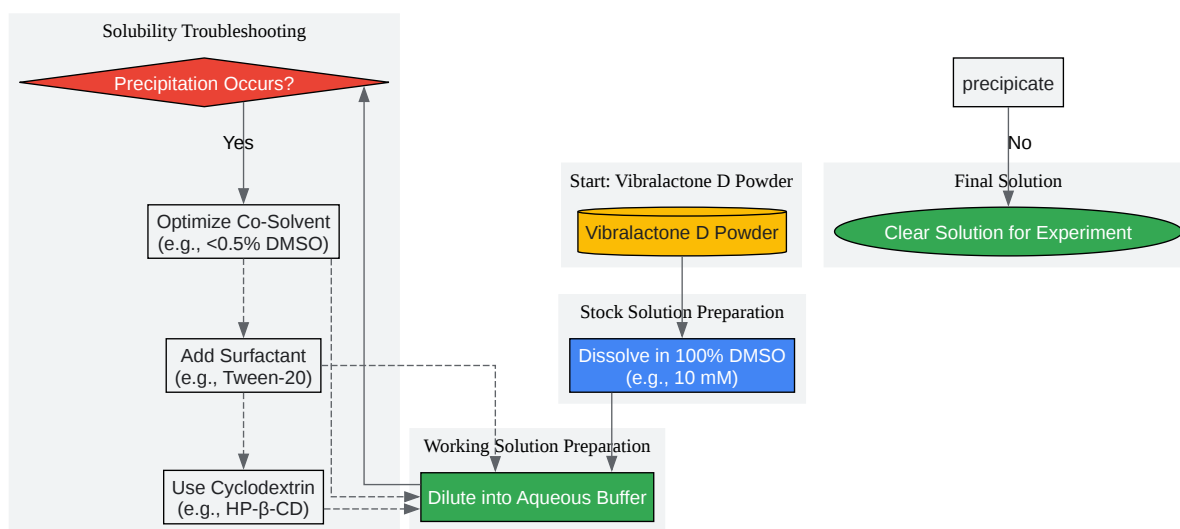 Solubility Troubleshooting
Precipitation Occurs?
Yes
Optimize Co-Solvent
(e.g., <0.5% DMSO)
Add Surfactant
(e.g., Tween-20)
Use Cyclodextrin
(e.g., HP-β-CD)
Start: Vibralactone D Powder
Vibralactone D Powder
Stock Solution Preparation
Dissolve in 100% DMSO
(e.g., 10 mM)
Working Solution Preparation
Dilute into Aqueous Buffer
precipicate
No
Final Solution
Clear Solution for Experiment